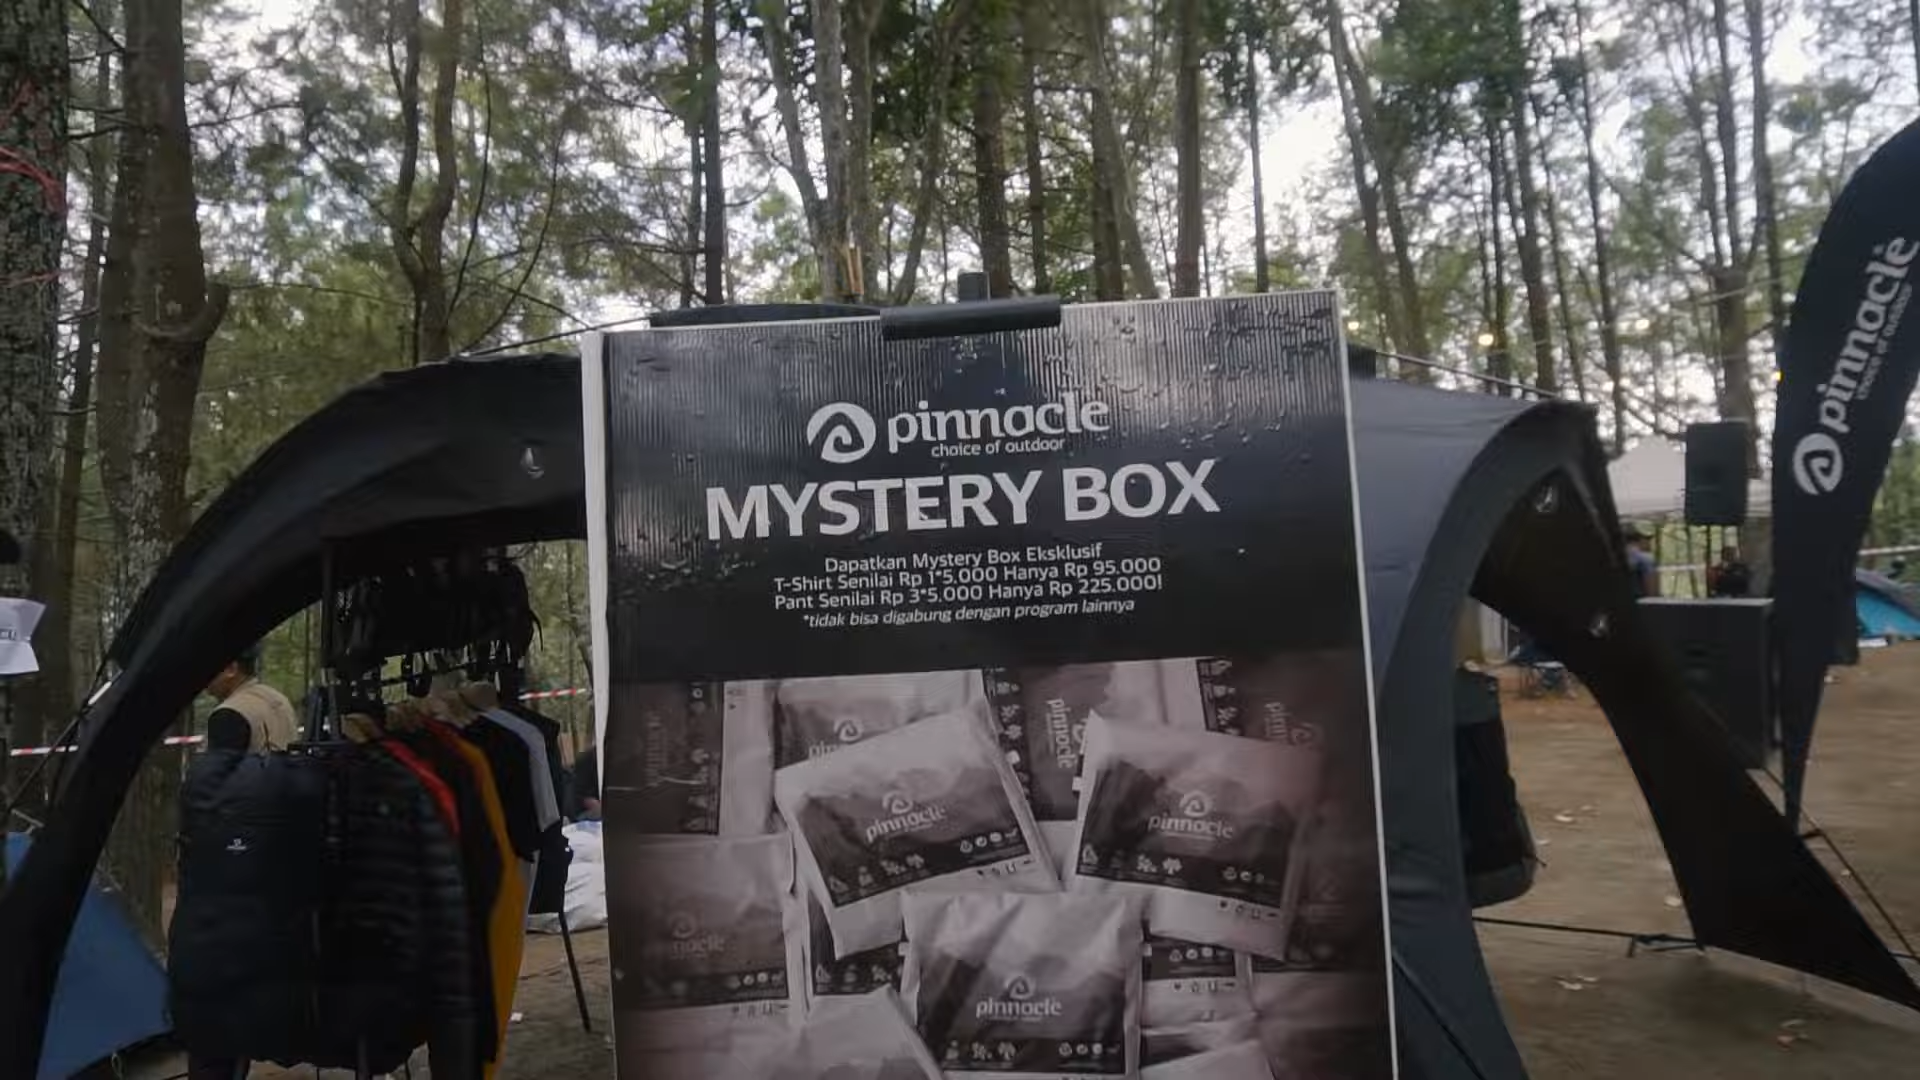 pinnacle
choice of outdoor
MYSTERY BOX
Dapatkan Mystery Box Eksklusif
T-Shirt Senilai Rp 1*5.000 Hanya Rp 95.000
Pant Senilai Rp 3*5.000 Hanya Rp 225.000!
*tidak bisa digabung dengan program lainnya
pinnacle
pinnacle
pinnacle
pinnacle
pinnacle
choice of outdoor